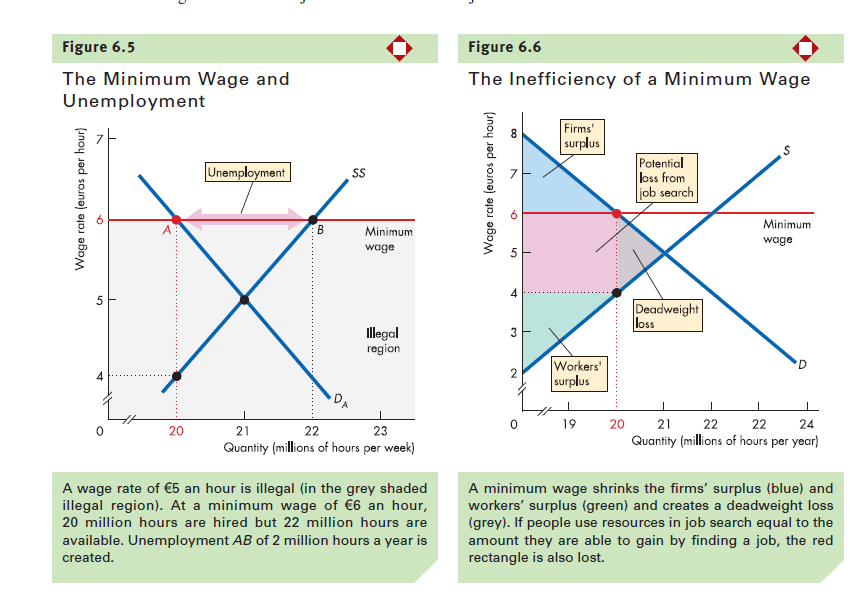 Figure 6.5
The Minimum Wage and
Unemployment
Wage rate (euros per hour)
7
6
5
4
0
20
21
22
23
Unemployment
SS
A
B
Minimum
wage
Illegal
region
DA
Quantity (millions of hours per week)
A wage rate of €5 an hour is illegal (in the grey shaded
illegal region). At a minimum wage of €6 an hour,
20 million hours are hired but 22 million hours are
available. Unemployment AB of 2 million hours a year is
created.
Figure 6.6
The Inefficiency of a Minimum Wage
Wage rate (euros per hour)
8
7
6
5
4
3
2
0
19
20
21
22
22
24
Firms'
surplus
Potential
loss from
job search
S
Minimum
wage
Deadweight
loss
Workers'
surplus
D
Quantity (millions of hours per year)
A minimum wage shrinks the firms' surplus (blue) and
workers' surplus (green) and creates a deadweight loss
(grey). If people use resources in job search equal to the
amount they are able to gain by finding a job, the red
rectangle is also lost.